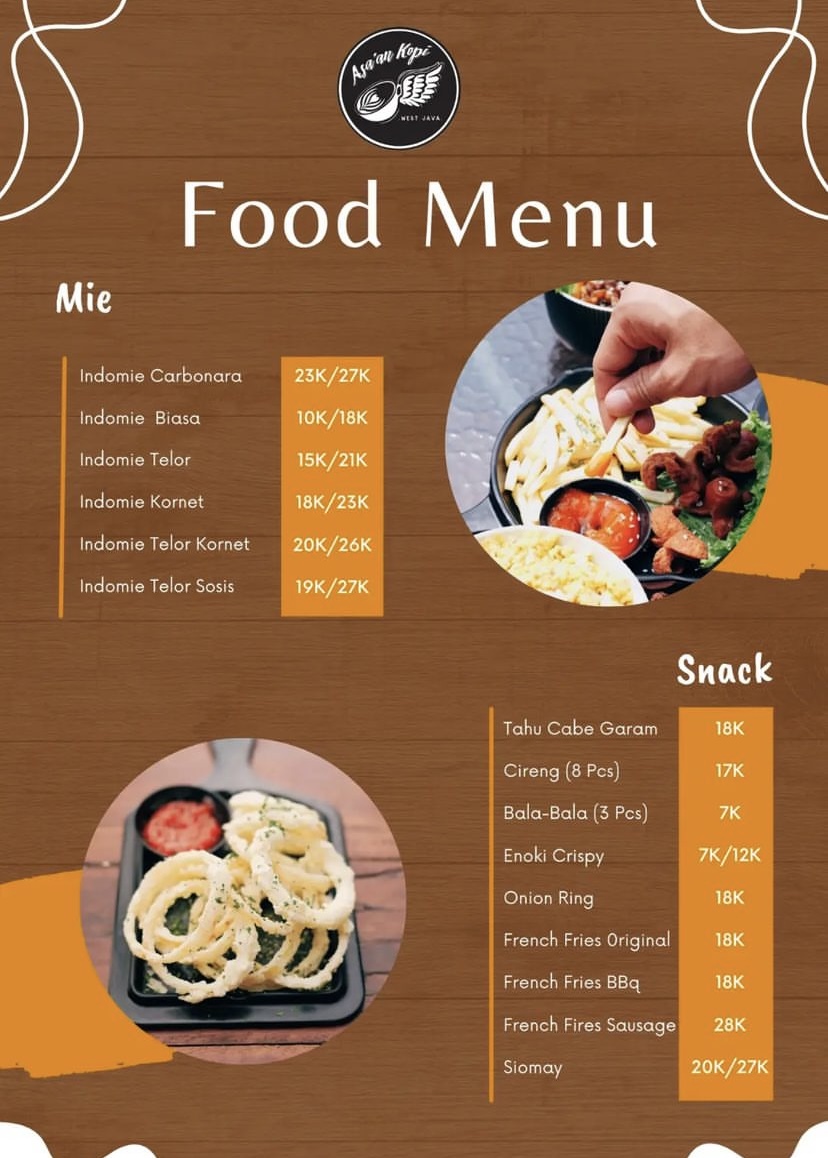 Asa'an Kopi
WEST JAVA
Food Menu
Mie
Indomie Carbonara 23K/27K
Indomie Biasa 10K/18K
Indomie Telor 15K/21K
Indomie Kornet 18K/23K
Indomie Telor Kornet 20K/26K
Indomie Telor Sosis 19K/27K
Snack
Tahu Cabe Garam 18K
Cireng (8 Pcs) 17K
Bala-Bala (3 Pcs) 7K
Enoki Crispy 7K/12K
Onion Ring 18K
French Fries 0riginal 18K
French Fries BBq 18K
French Fires Sausage 28K
Siomay 20K/27K